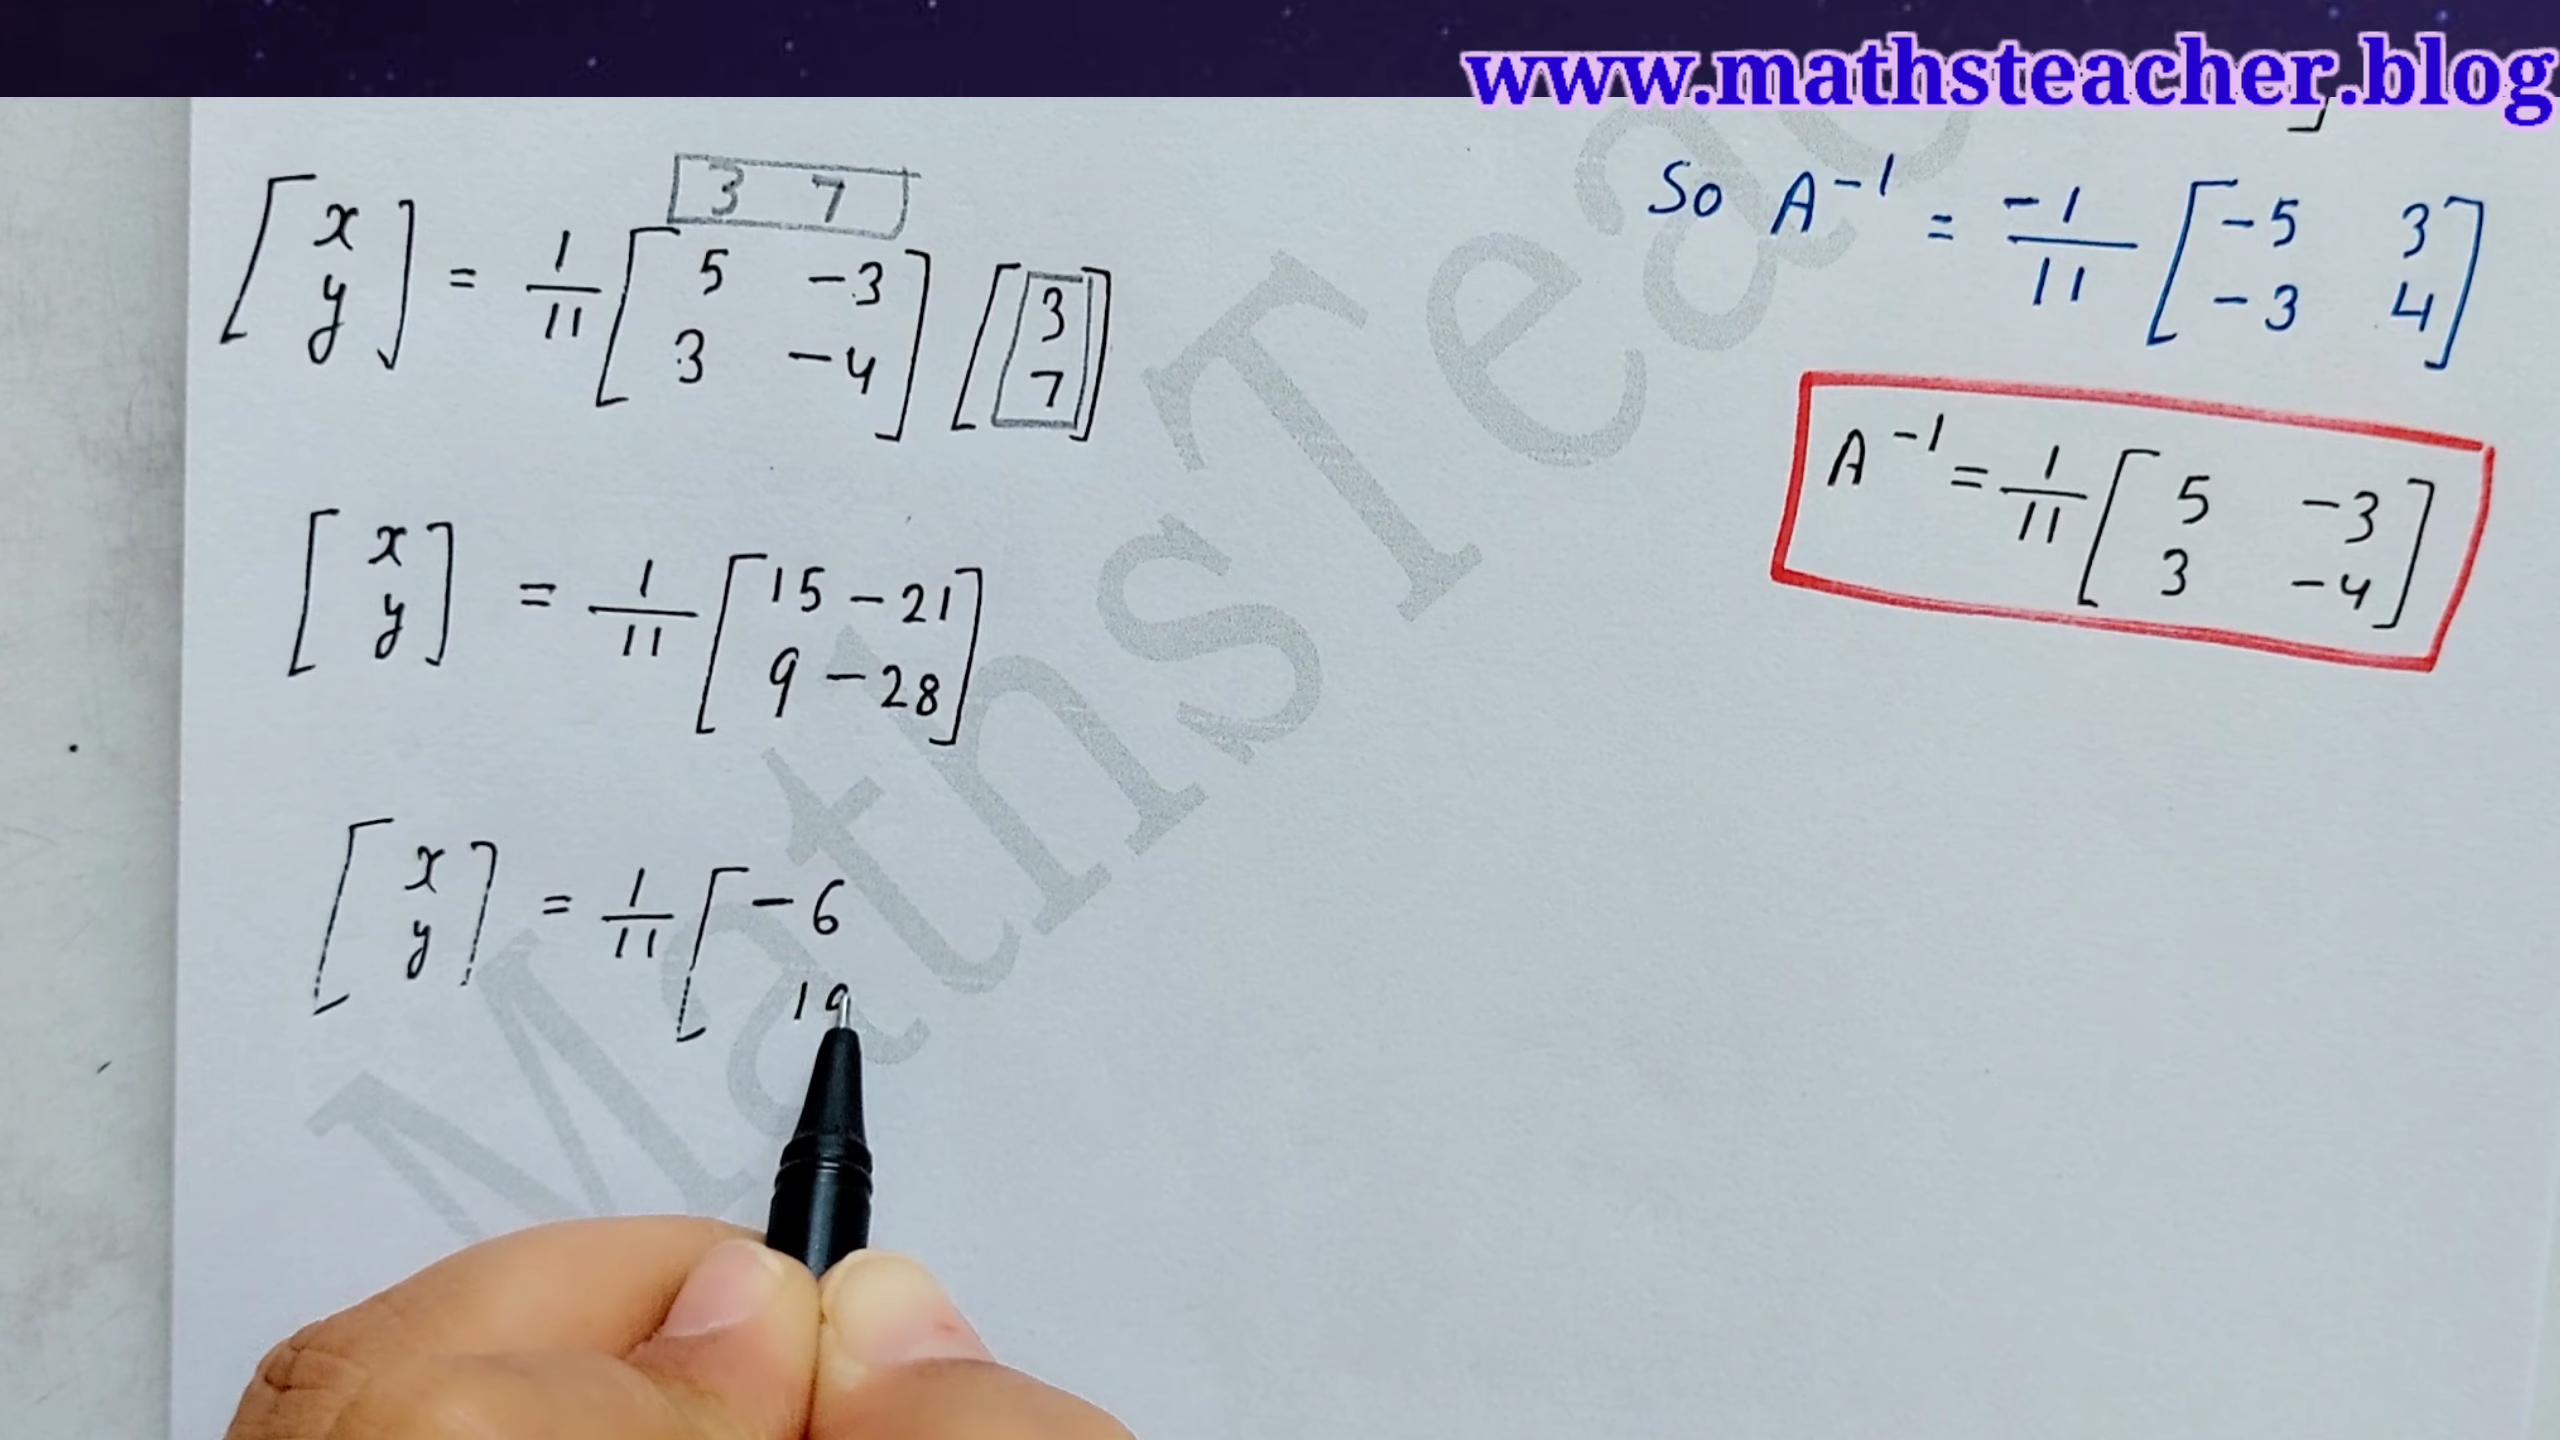 www.mathsteacher.blog
3 7
[x y] = 1/11 [5 -3
3 -4] [3
7]
[x
y] = 1/11 [15 - 21
9 - 28]
[x
y] = 1/11 [-6
19
So A⁻¹ = -1/11 [-5 3
-3 4]
A⁻¹ = 1/11 [5 -3
3 -4]
MathsTea